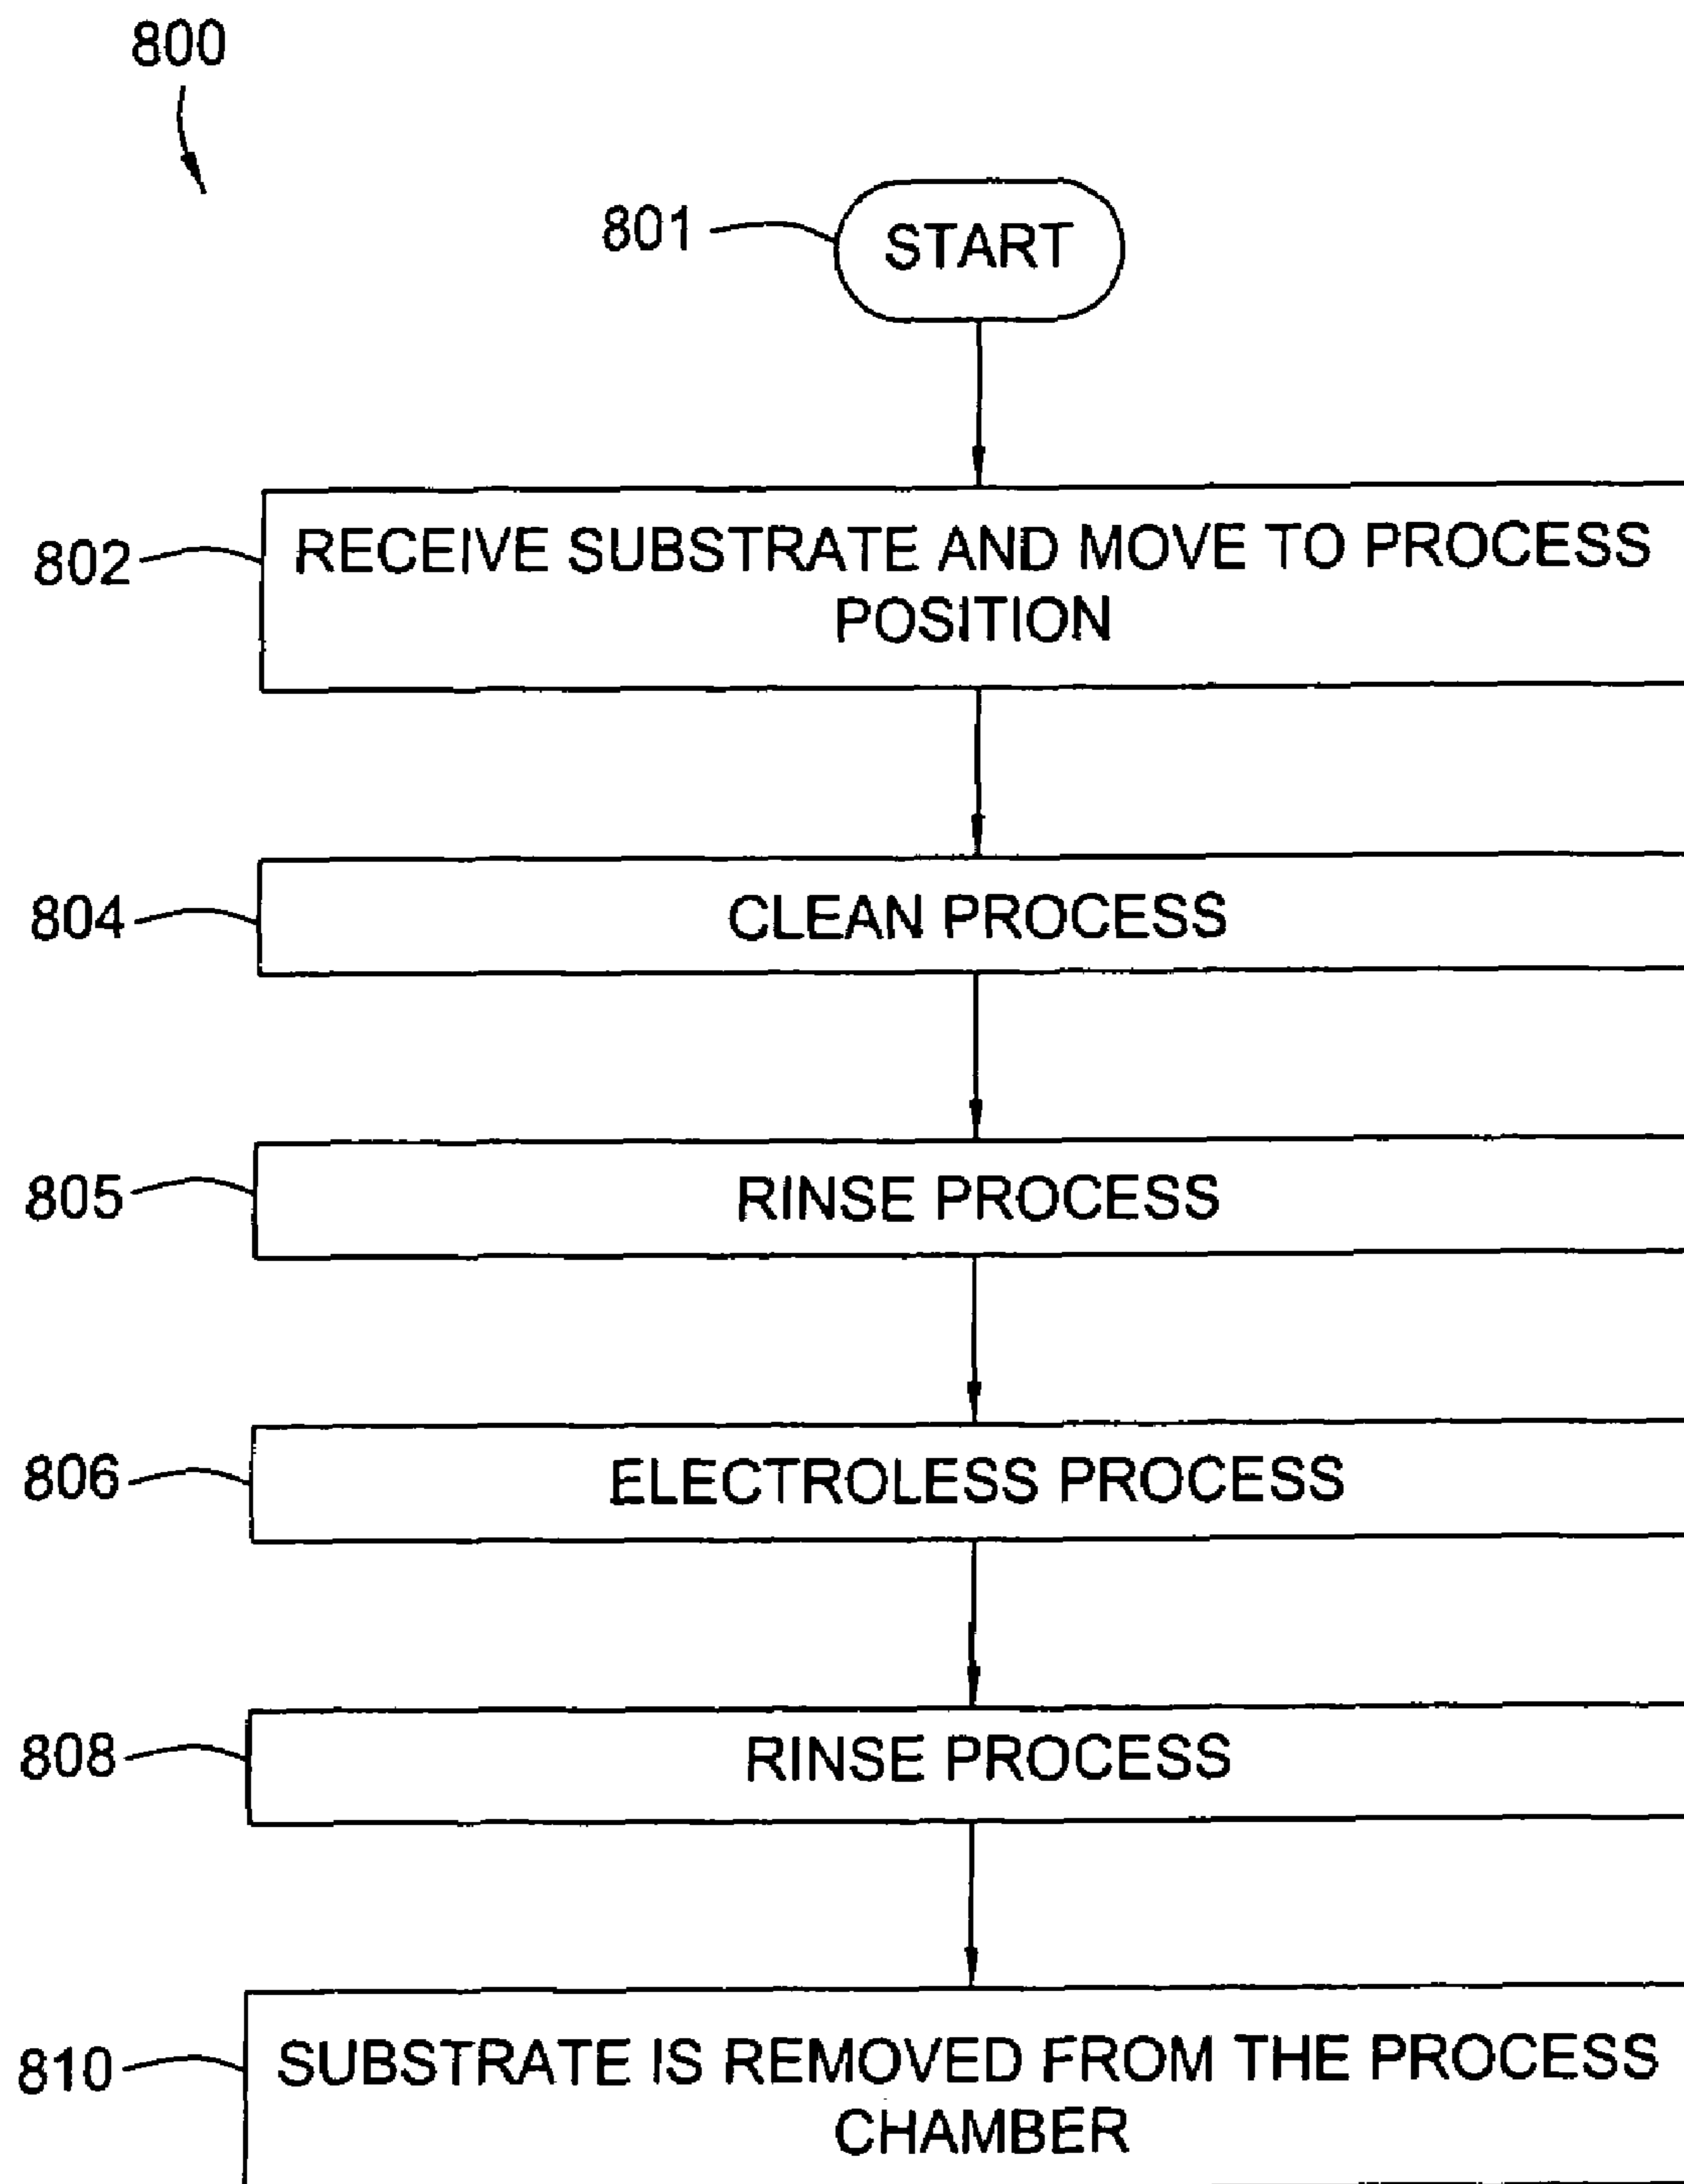 800
801 START
802 RECEIVE SUBSTRATE AND MOVE TO PROCESS
POSITION
804 CLEAN PROCESS
805 RINSE PROCESS
806 ELECTROLESS PROCESS
808 RINSE PROCESS
810 SUBSTRATE IS REMOVED FROM THE PROCESS
CHAMBER